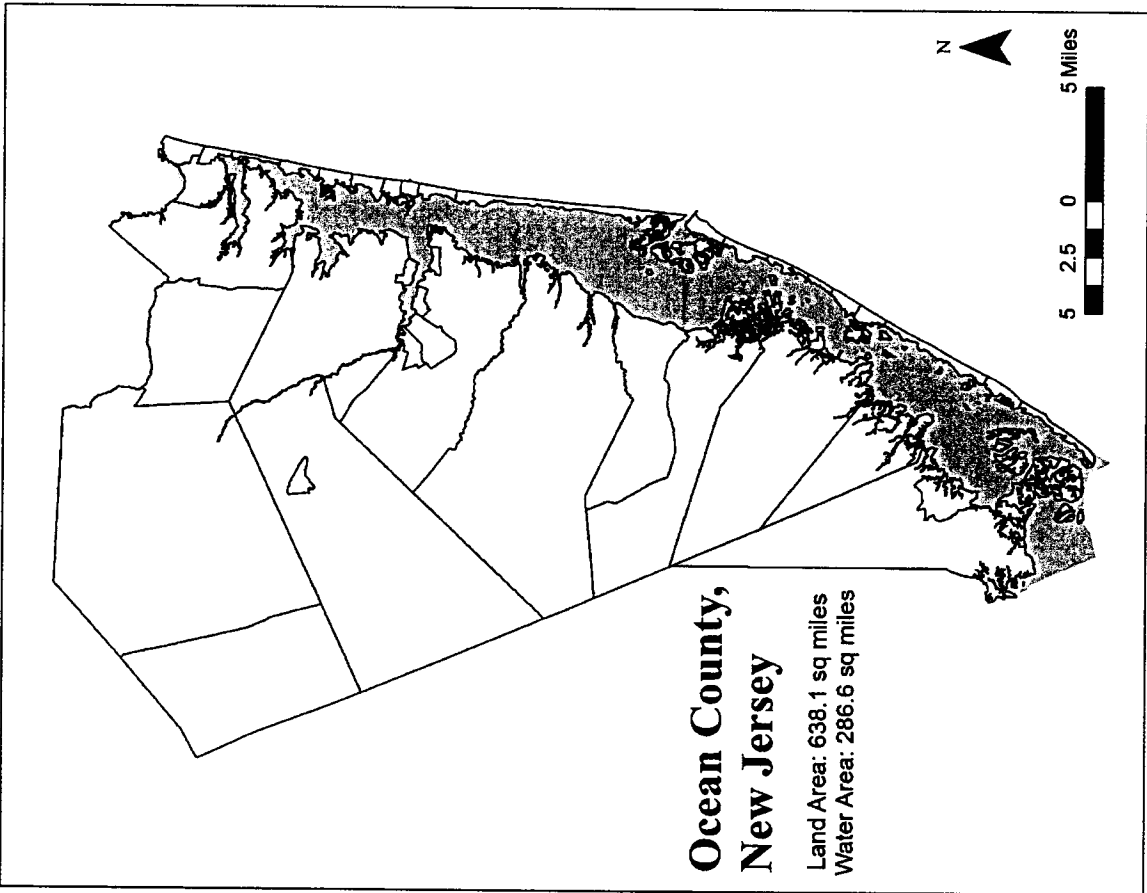 Ocean County,
New Jersey
Land Area: 638.1 sq miles
Water Area: 286.6 sq miles
N
5 2.5 0 5 Miles